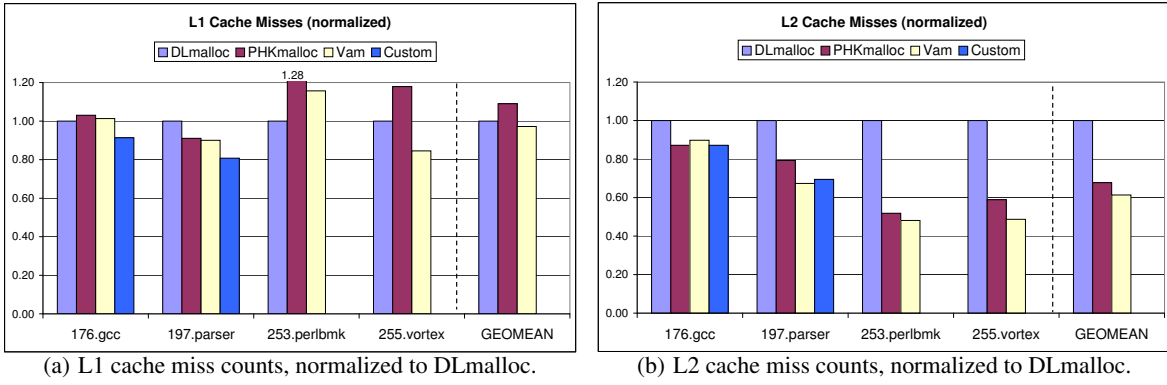 L1 Cache Misses (normalized)
DLmalloc PHKmalloc Vam Custom
1.28
1.20
1.00
0.80
0.60
0.40
0.20
0.00
176.gcc 197.parser 253.perlbmk 255.vortex GEOMEAN
(a) L1 cache miss counts, normalized to DLmalloc.
L2 Cache Misses (normalized)
DLmalloc PHKmalloc Vam Custom
1.20
1.00
0.80
0.60
0.40
0.20
0.00
176.gcc 197.parser 253.perlbmk 255.vortex GEOMEAN
(b) L2 cache miss counts, normalized to DLmalloc.